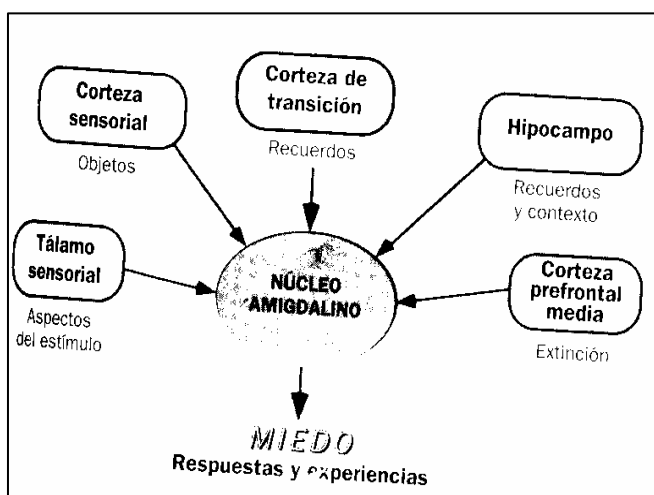 Corteza
sensorial
Objetos
Corteza de
transición
Recuerdos
Hipocampo
Recuerdos
y contexto
Tálamo
sensorial
Aspectos
del estímulo
NÚCLEO
AMIGDALINO
Corteza
prefrontal
media
Extinción
MIEDO
Respuestas y experiencias